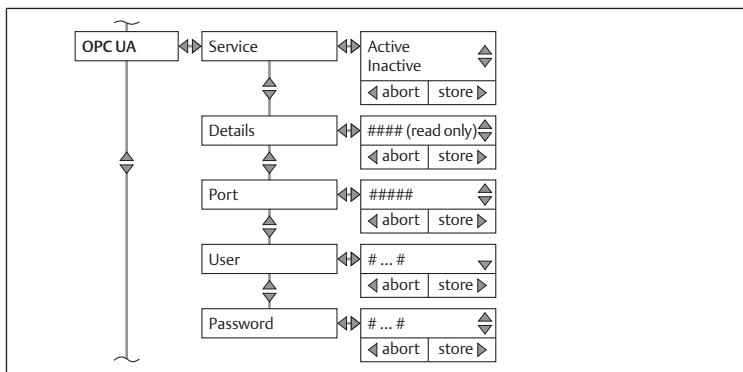 OPC UA
Service
Active
Inactive
abort store
Details
#### (read only)
abort store
Port
#####
abort store
User
# ... #
abort store
Password
# ... #
abort store